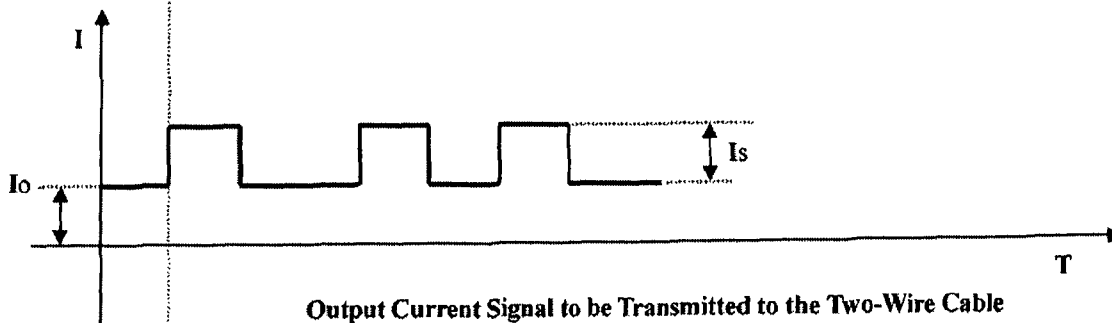 I
Io
Is
T
Output Current Signal to be Transmitted to the Two-Wire Cable